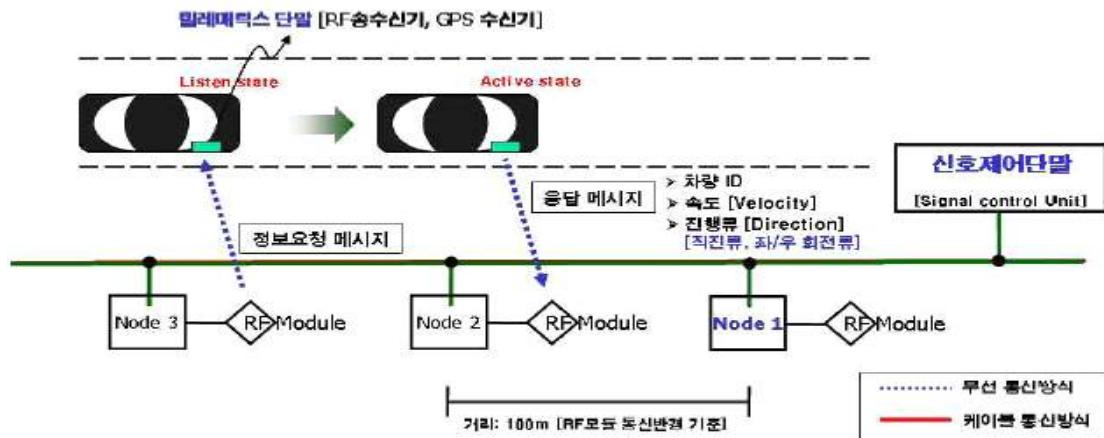 텔레매틱스 단말 [RF송수신기, GPS 수신기]
Listen state
Active state
신호제어단말
[Signal control Unit]
응답 메시지
➢ 차량 ID
➢ 속도 [Velocity]
➢ 진행류 [Direction]
[직진류, 좌/우 회전류]
정보요청 메시지
Node 3
RF Module
Node 2
RF Module
Node 1
RF Module
거리: 100m [RF모듈 통신반경 기준]
무선 통신방식
케이블 통신방식